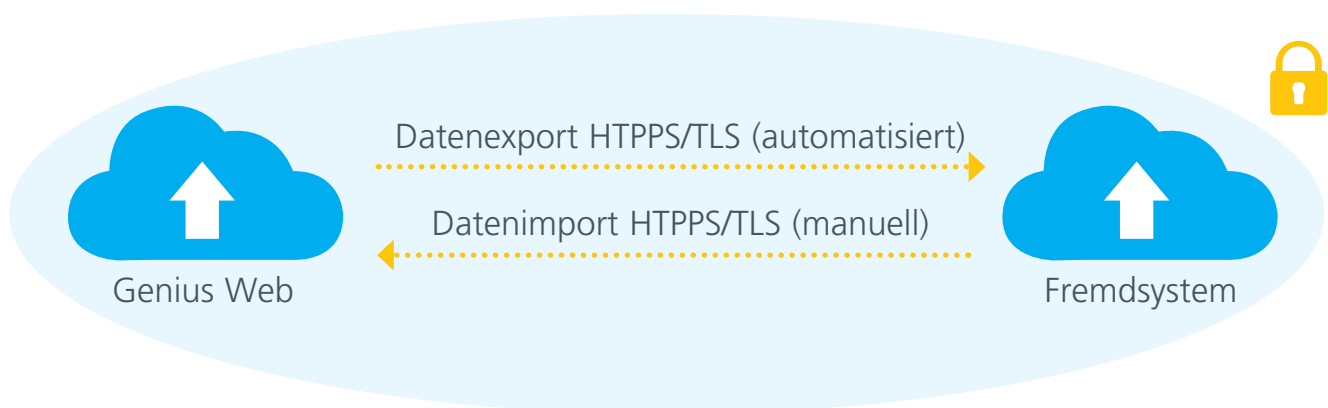 Datenexport HTPPS/TLS (automatisiert)
Datenimport HTPPS/TLS (manuell)
Genius Web
Fremdsystem